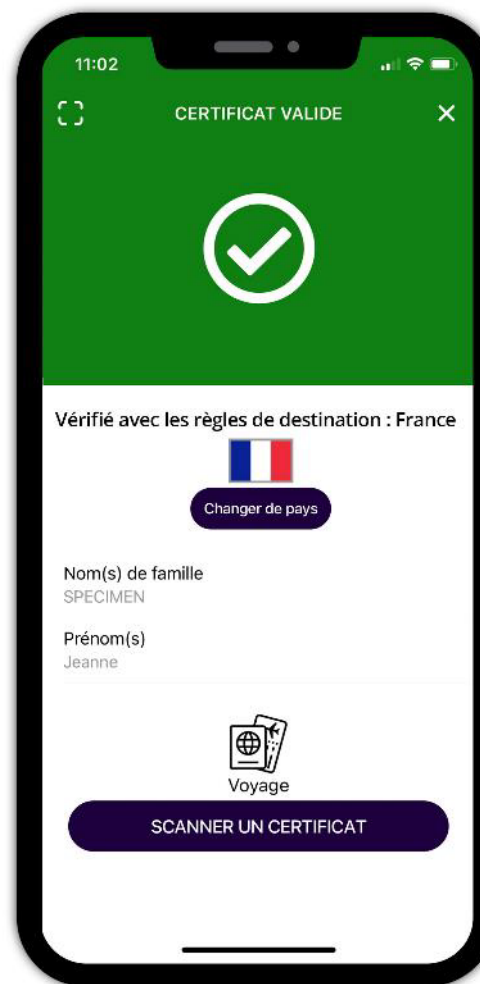 11:02
CERTIFICAT VALIDE
Vérifié avec les règles de destination : France
Changer de pays
Nom(s) de famille
SPECIMEN
Prénom(s)
Jeanne
Voyage
SCANNER UN CERTIFICAT